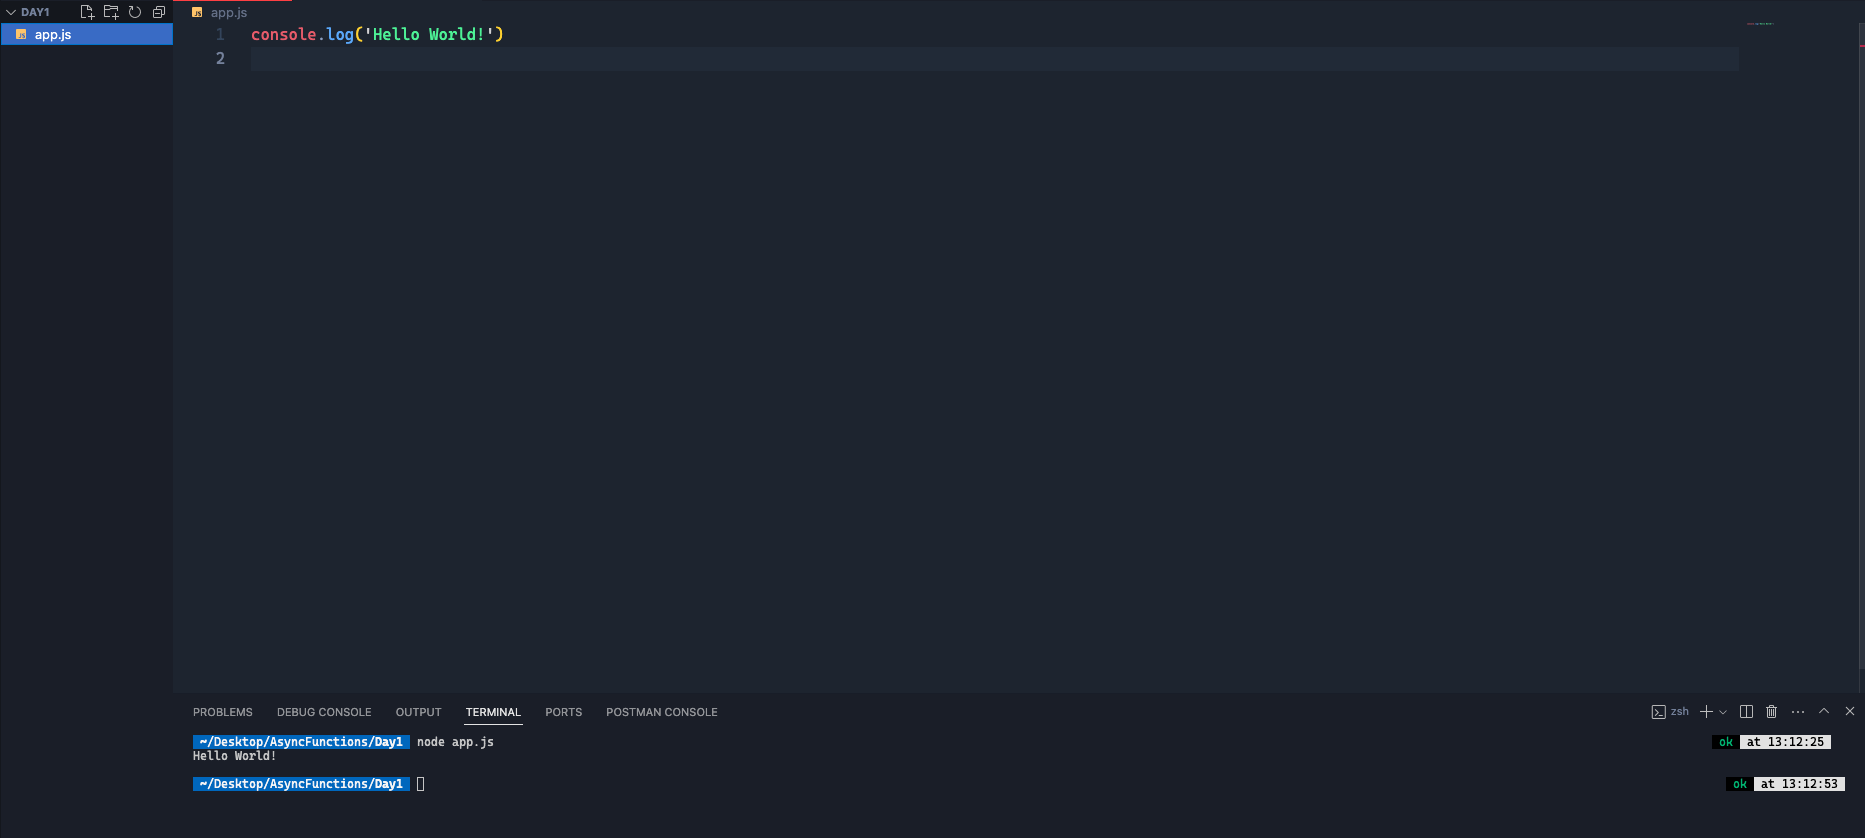 DAY1
app.js
app.js
1 console.log('Hello World!')
2
PROBLEMS DEBUG CONSOLE OUTPUT TERMINAL PORTS POSTMAN CONSOLE zsh
~/Desktop/AsyncFunctions/Day1 node app.js ok at 13:12:25
Hello World!
~/Desktop/AsyncFunctions/Day1 ok at 13:12:53